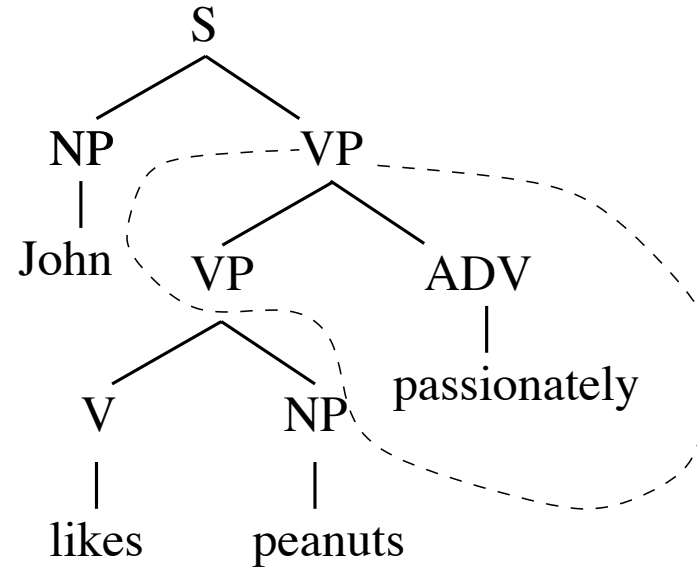 S
NP VP
John VP ADV
V NP passionately
likes peanuts